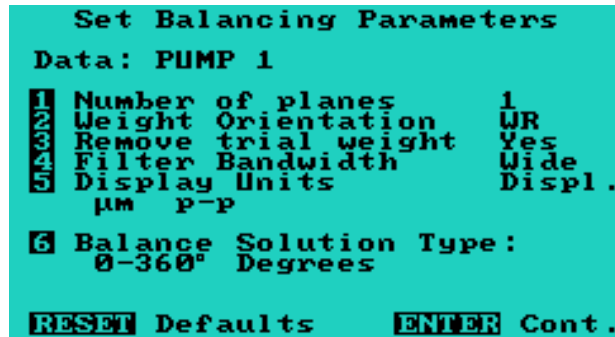 Set Balancing Parameters
Data: PUMP 1
1 Number of planes 1
2 Weight Orientation WR
3 Remove trial weight Yes
4 Filter Bandwidth Wide
5 Display Units Displ.
µm p-p
6 Balance Solution Type:
0-360° Degrees
RESET Defaults ENTER Cont.